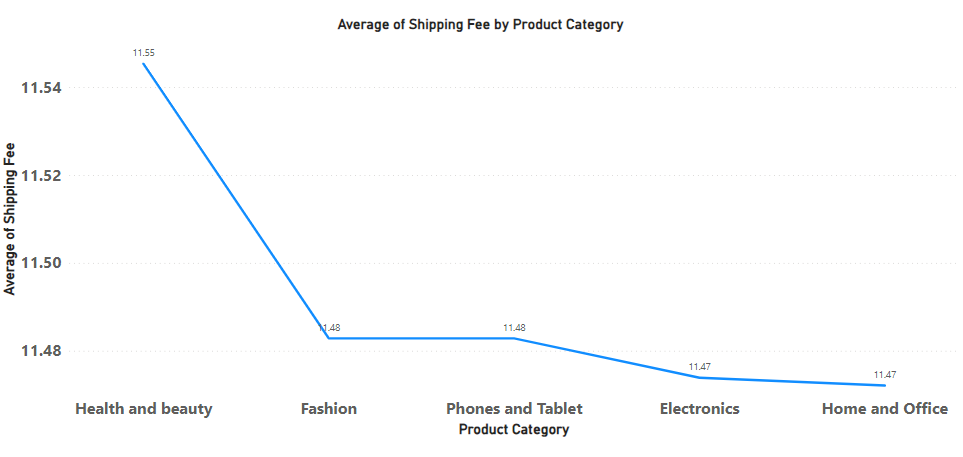 Average of Shipping Fee by Product Category
11.55
11.54
11.52
11.50
11.48
Average of Shipping Fee
11.48
11.48
11.47
11.47
Health and beauty
Fashion
Phones and Tablet
Electronics
Home and Office
Product Category